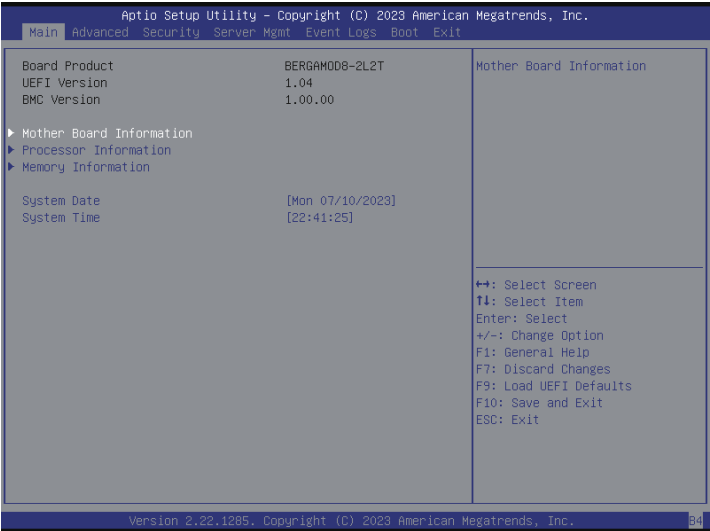 Aptio Setup Utility – Copyright (C) 2023 American Megatrends, Inc.
Main Advanced Security Server Mgmt Event Logs Boot Exit
Board Product BERGAMOD8-2L2T
UEFI Version 1.04
BMC Version 1.00.00
Mother Board Information
Processor Information
Memory Information
System Date [Mon 07/10/2023]
System Time [22:41:25]
Mother Board Information
↔: Select Screen
↑↓: Select Item
Enter: Select
+/-: Change Option
F1: General Help
F7: Discard Changes
F9: Load UEFI Defaults
F10: Save and Exit
ESC: Exit
Version 2.22.1285. Copyright (C) 2023 American Megatrends, Inc.
B4